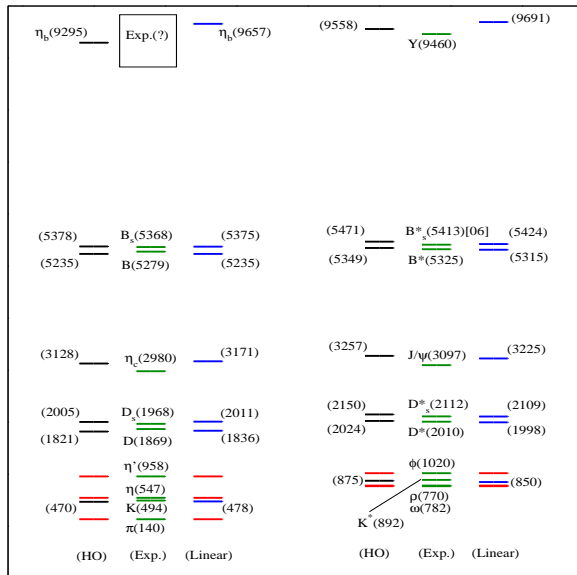 η_b(9295) Exp.(?) η_b(9657) (9558) Υ(9460) (9691)
(5378) B_s(5368) (5375) (5471) B*_s(5413)[06] (5424)
(5235) B(5279) (5235) (5349) B*(5325) (5315)
(3128) η_c(2980) (3171) (3257) J/ψ(3097) (3225)
(2005) D_s(1968) (2011) (2150) D*_s(2112) (2109)
(1821) D(1869) (1836) (2024) D*(2010) (1998)
η'(958) ϕ(1020)
η(547) (875) (850)
(470) K(494) (478) ρ(770)
π(140) K*(892) ω(782)
(HO) (Exp.) (Linear) (HO) (Exp.) (Linear)